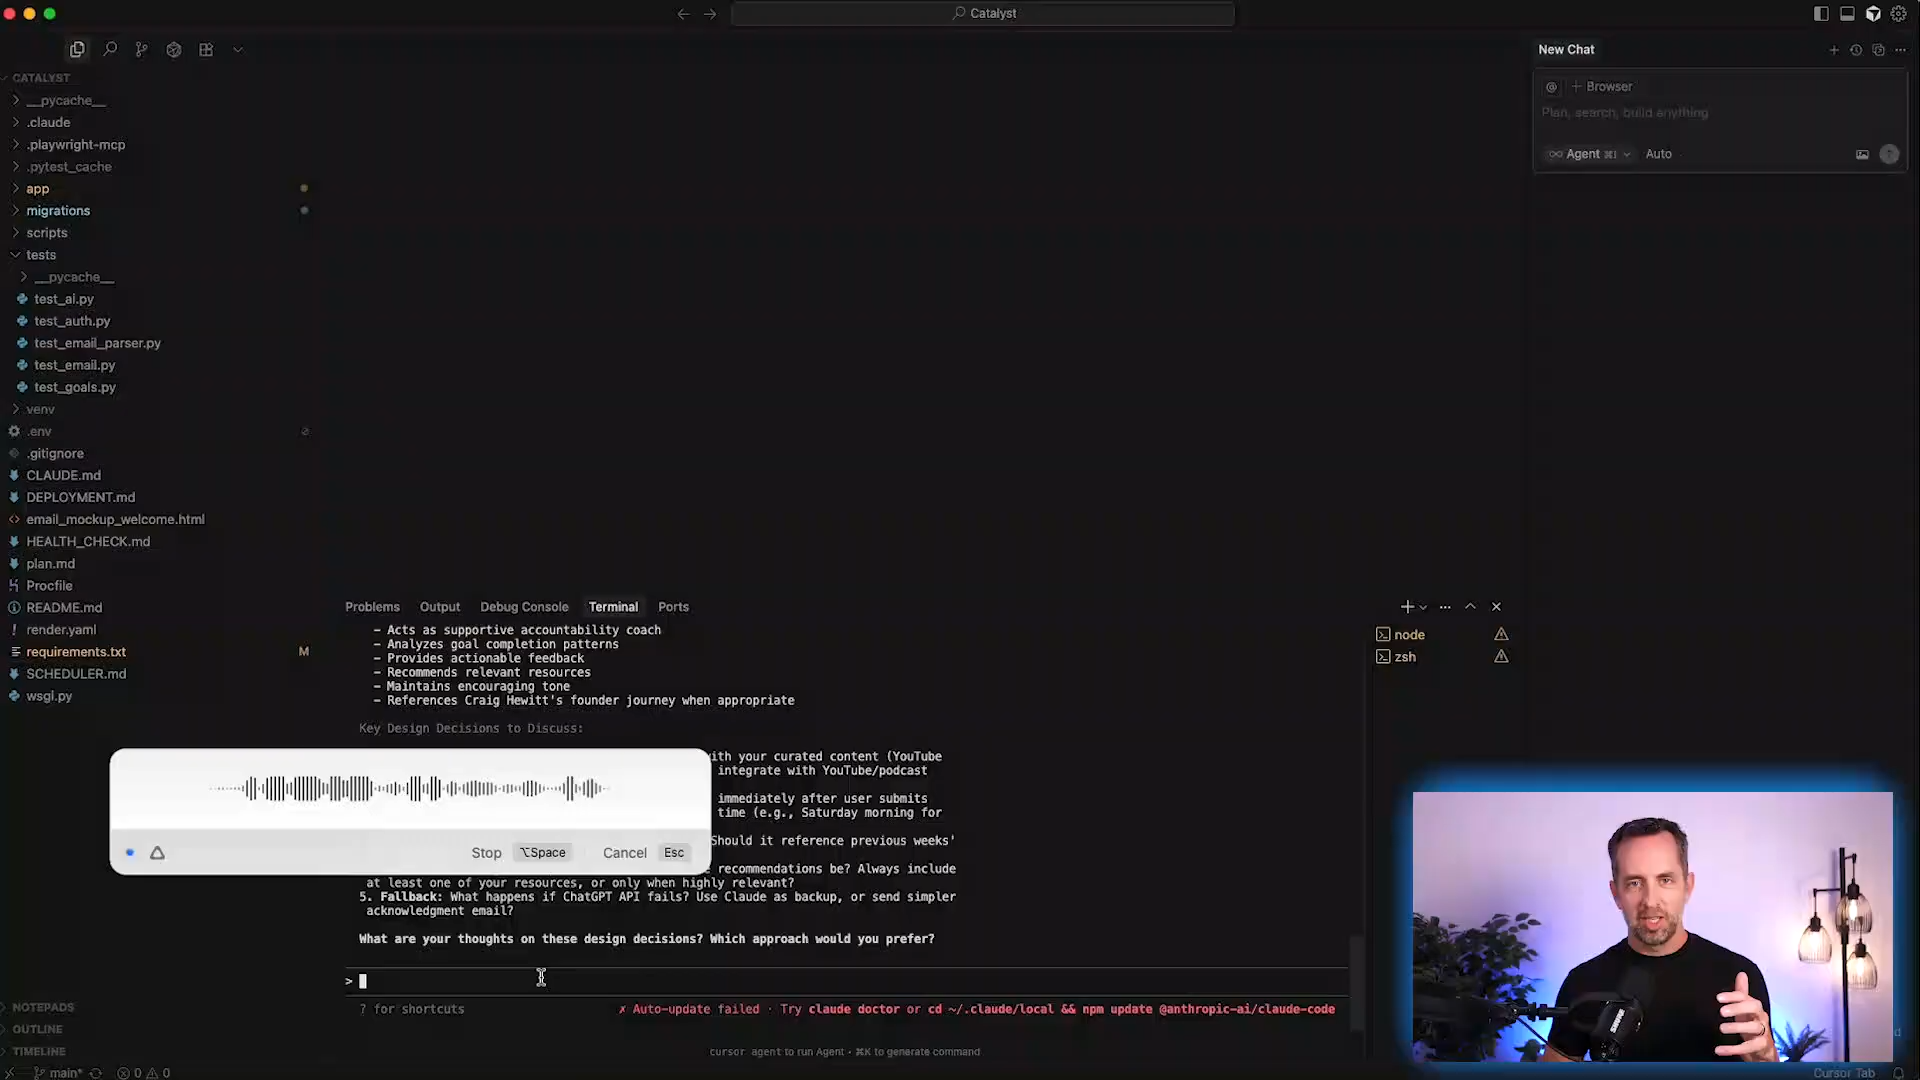 Catalyst
New Chat
CATALYST
__pycache__
.claude
.playwright-mcp
.pytest_cache
app
migrations
scripts
tests
__pycache__
test_ai.py
test_auth.py
test_email_parser.py
test_email.py
test_goals.py
venv
.env
.gitignore
CLAUDE.md
DEPLOYMENT.md
email_mockup_welcome.html
HEALTH_CHECK.md
plan.md
Procfile
README.md
render.yaml
requirements.txt M
SCHEDULER.md
wsgi.py
@ + Browser
Plan, search, build anything
Agent ⌘I Auto
Problems Output Debug Console Terminal Ports
node
zsh
- Acts as supportive accountability coach
- Analyzes goal completion patterns
- Provides actionable feedback
- Recommends relevant resources
- Maintains encouraging tone
- References Craig Hewitt's founder journey when appropriate
Key Design Decisions to Discuss:
with your curated content (YouTube
integrate with YouTube/podcast
immediately after user submits
time (e.g., Saturday morning for
Should it reference previous weeks'
recommendations be? Always include
at least one of your resources, or only when highly relevant?
5. Fallback: What happens if ChatGPT API fails? Use Claude as backup, or send simpler
acknowledgment email?
What are your thoughts on these design decisions? Which approach would you prefer?
>
? for shortcuts ✗ Auto-update failed · Try claude doctor or cd ~/.claude/local && npm update @anthropic-ai/claude-code
cursor agent to run Agent · ⌘K to generate command
Stop ⌥Space Cancel Esc
NOTEPADS
OUTLINE
TIMELINE
main* 0 0
Cursor Tab